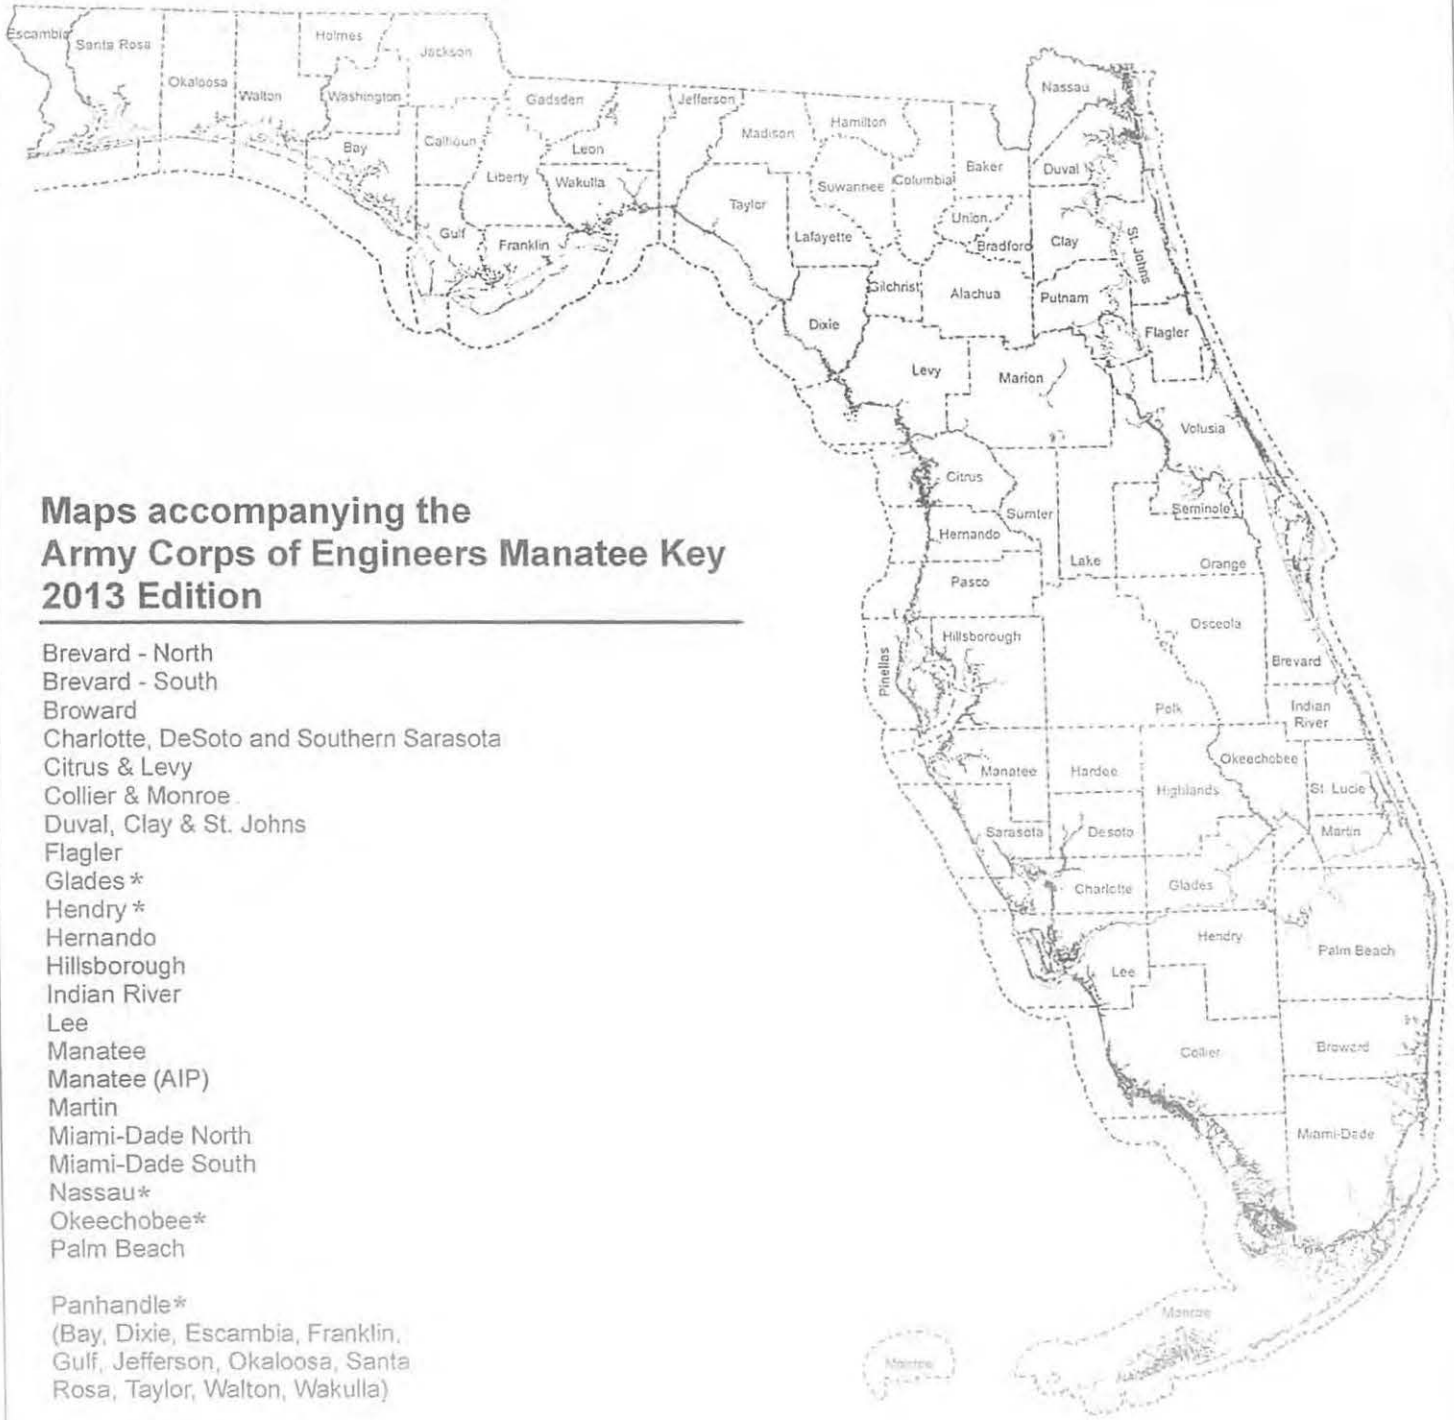 Escambia
Santa Rosa
Okaloosa
Walton
Holmes
Jackson
Washington
Bay
Calhoun
Gulf
Gadsden
Liberty
Leon
Wakulla
Franklin
Jefferson
Madison
Taylor
Hamilton
Suwannee
Lafayette
Columbia
Baker
Nassau
Duval
Union
Bradford
Clay
St. Johns
Dixie
Gilchrist
Alachua
Putnam
Flagler
Levy
Marion
Volusia
Citrus
Sumter
Hernando
Lake
Seminole
Orange
Pasco
Pinellas
Hillsborough
Osceola
Brevard
Polk
Indian
River
Manatee
Hardee
Highlands
Okeechobee
St. Lucie
Sarasota
Desoto
Martin
Charlotte
Glades
Lee
Hendry
Palm Beach
Collier
Broward
Miami-Dade
Monroe
Monroe
Maps accompanying the
Army Corps of Engineers Manatee Key
2013 Edition
Brevard - North
Brevard - South
Broward
Charlotte, DeSoto and Southern Sarasota
Citrus & Levy
Collier & Monroe
Duval, Clay & St. Johns
Flagler
Glades *
Hendry *
Hernando
Hillsborough
Indian River
Lee
Manatee
Manatee (AIP)
Martin
Miami-Dade North
Miami-Dade South
Nassau*
Okeechobee*
Palm Beach
Panhandle*
(Bay, Dixie, Escambia, Franklin,
Gulf, Jefferson, Okaloosa, Santa
Rosa, Taylor, Walton, Wakulla)